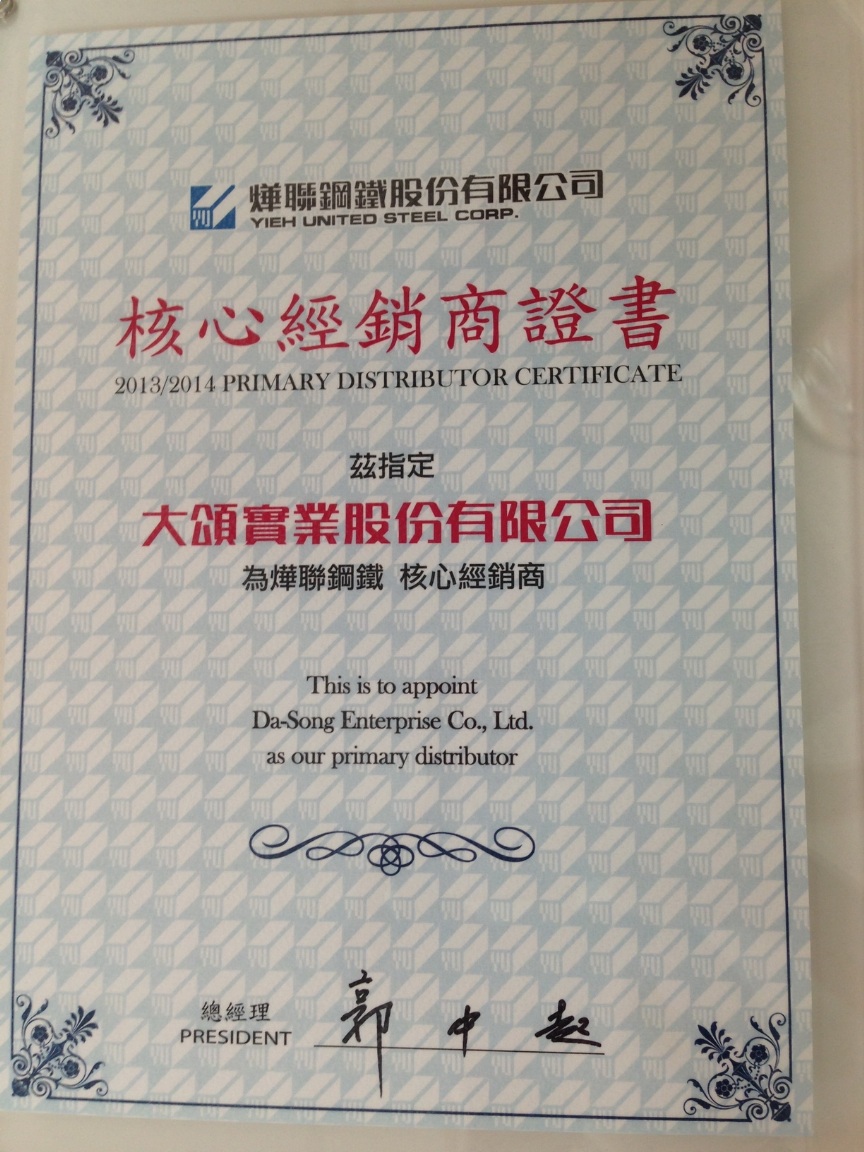 燁聯鋼鐵股份有限公司
YIEH UNITED STEEL CORP.
核心經銷商證書
2013/2014 PRIMARY DISTRIBUTOR CERTIFICATE
茲指定
大頌實業股份有限公司
為燁聯鋼鐵 核心經銷商
This is to appoint
Da-Song Enterprise Co., Ltd.
as our primary distributor
總經理
PRESIDENT
郭中起